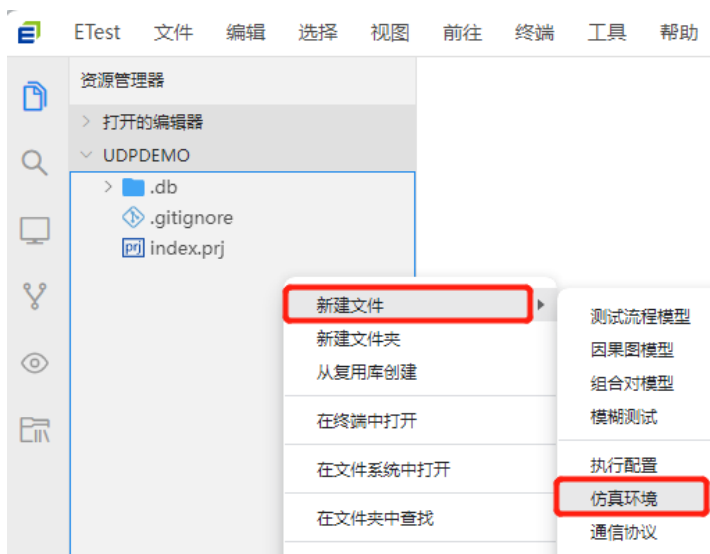 ETest 文件 编辑 选择 视图 前往 终端 工具 帮助
资源管理器
打开的编辑器
UDPDEMO
.db
.gitignore
prj index.prj
新建文件
新建文件夹
从复用库创建
在终端中打开
在文件系统中打开
在文件夹中查找
测试流程模型
因果图模型
组合对模型
模糊测试
执行配置
仿真环境
通信协议